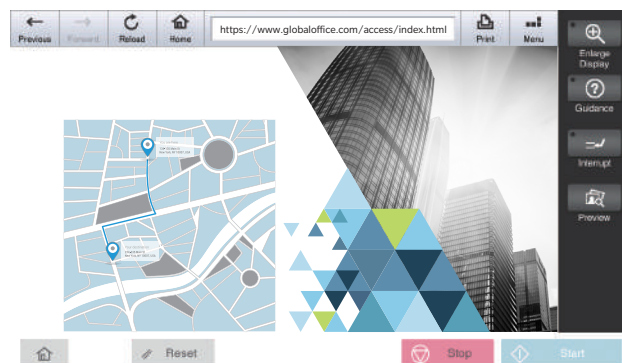 Previous
Forward
Reload
Home
https://www.globaloffice.com/access/index.html
Print
Menu
Enlarge
Display
Guidance
Interrupt
Preview
Reset
Stop
Start